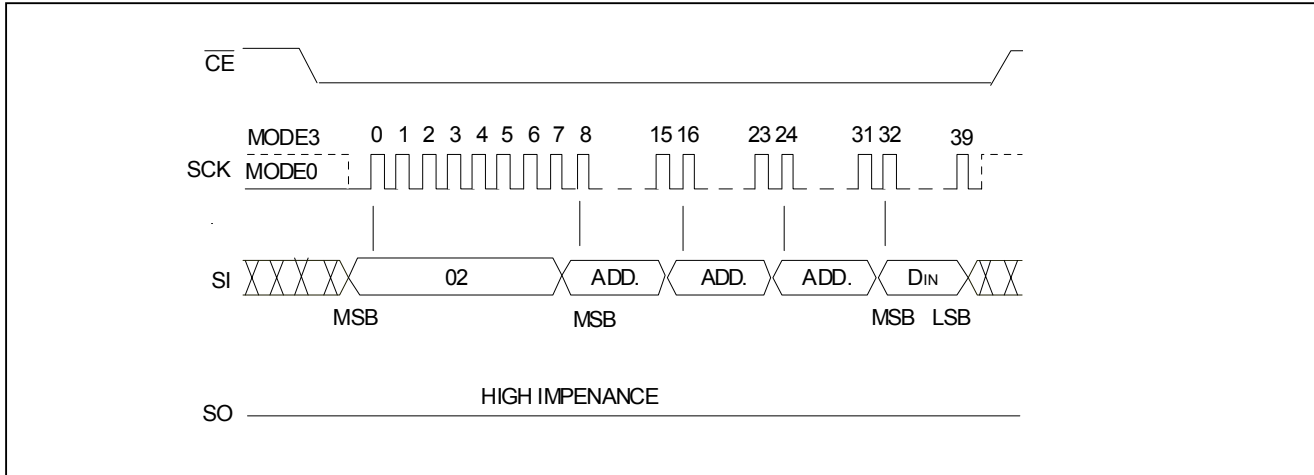 CE
MODE3 0 1 2 3 4 5 6 7 8 15 16 23 24 31 32 39
SCK MODE0
SI 02 ADD. ADD. ADD. DIN
MSB MSB MSB LSB
HIGH IMPENANCE
SO